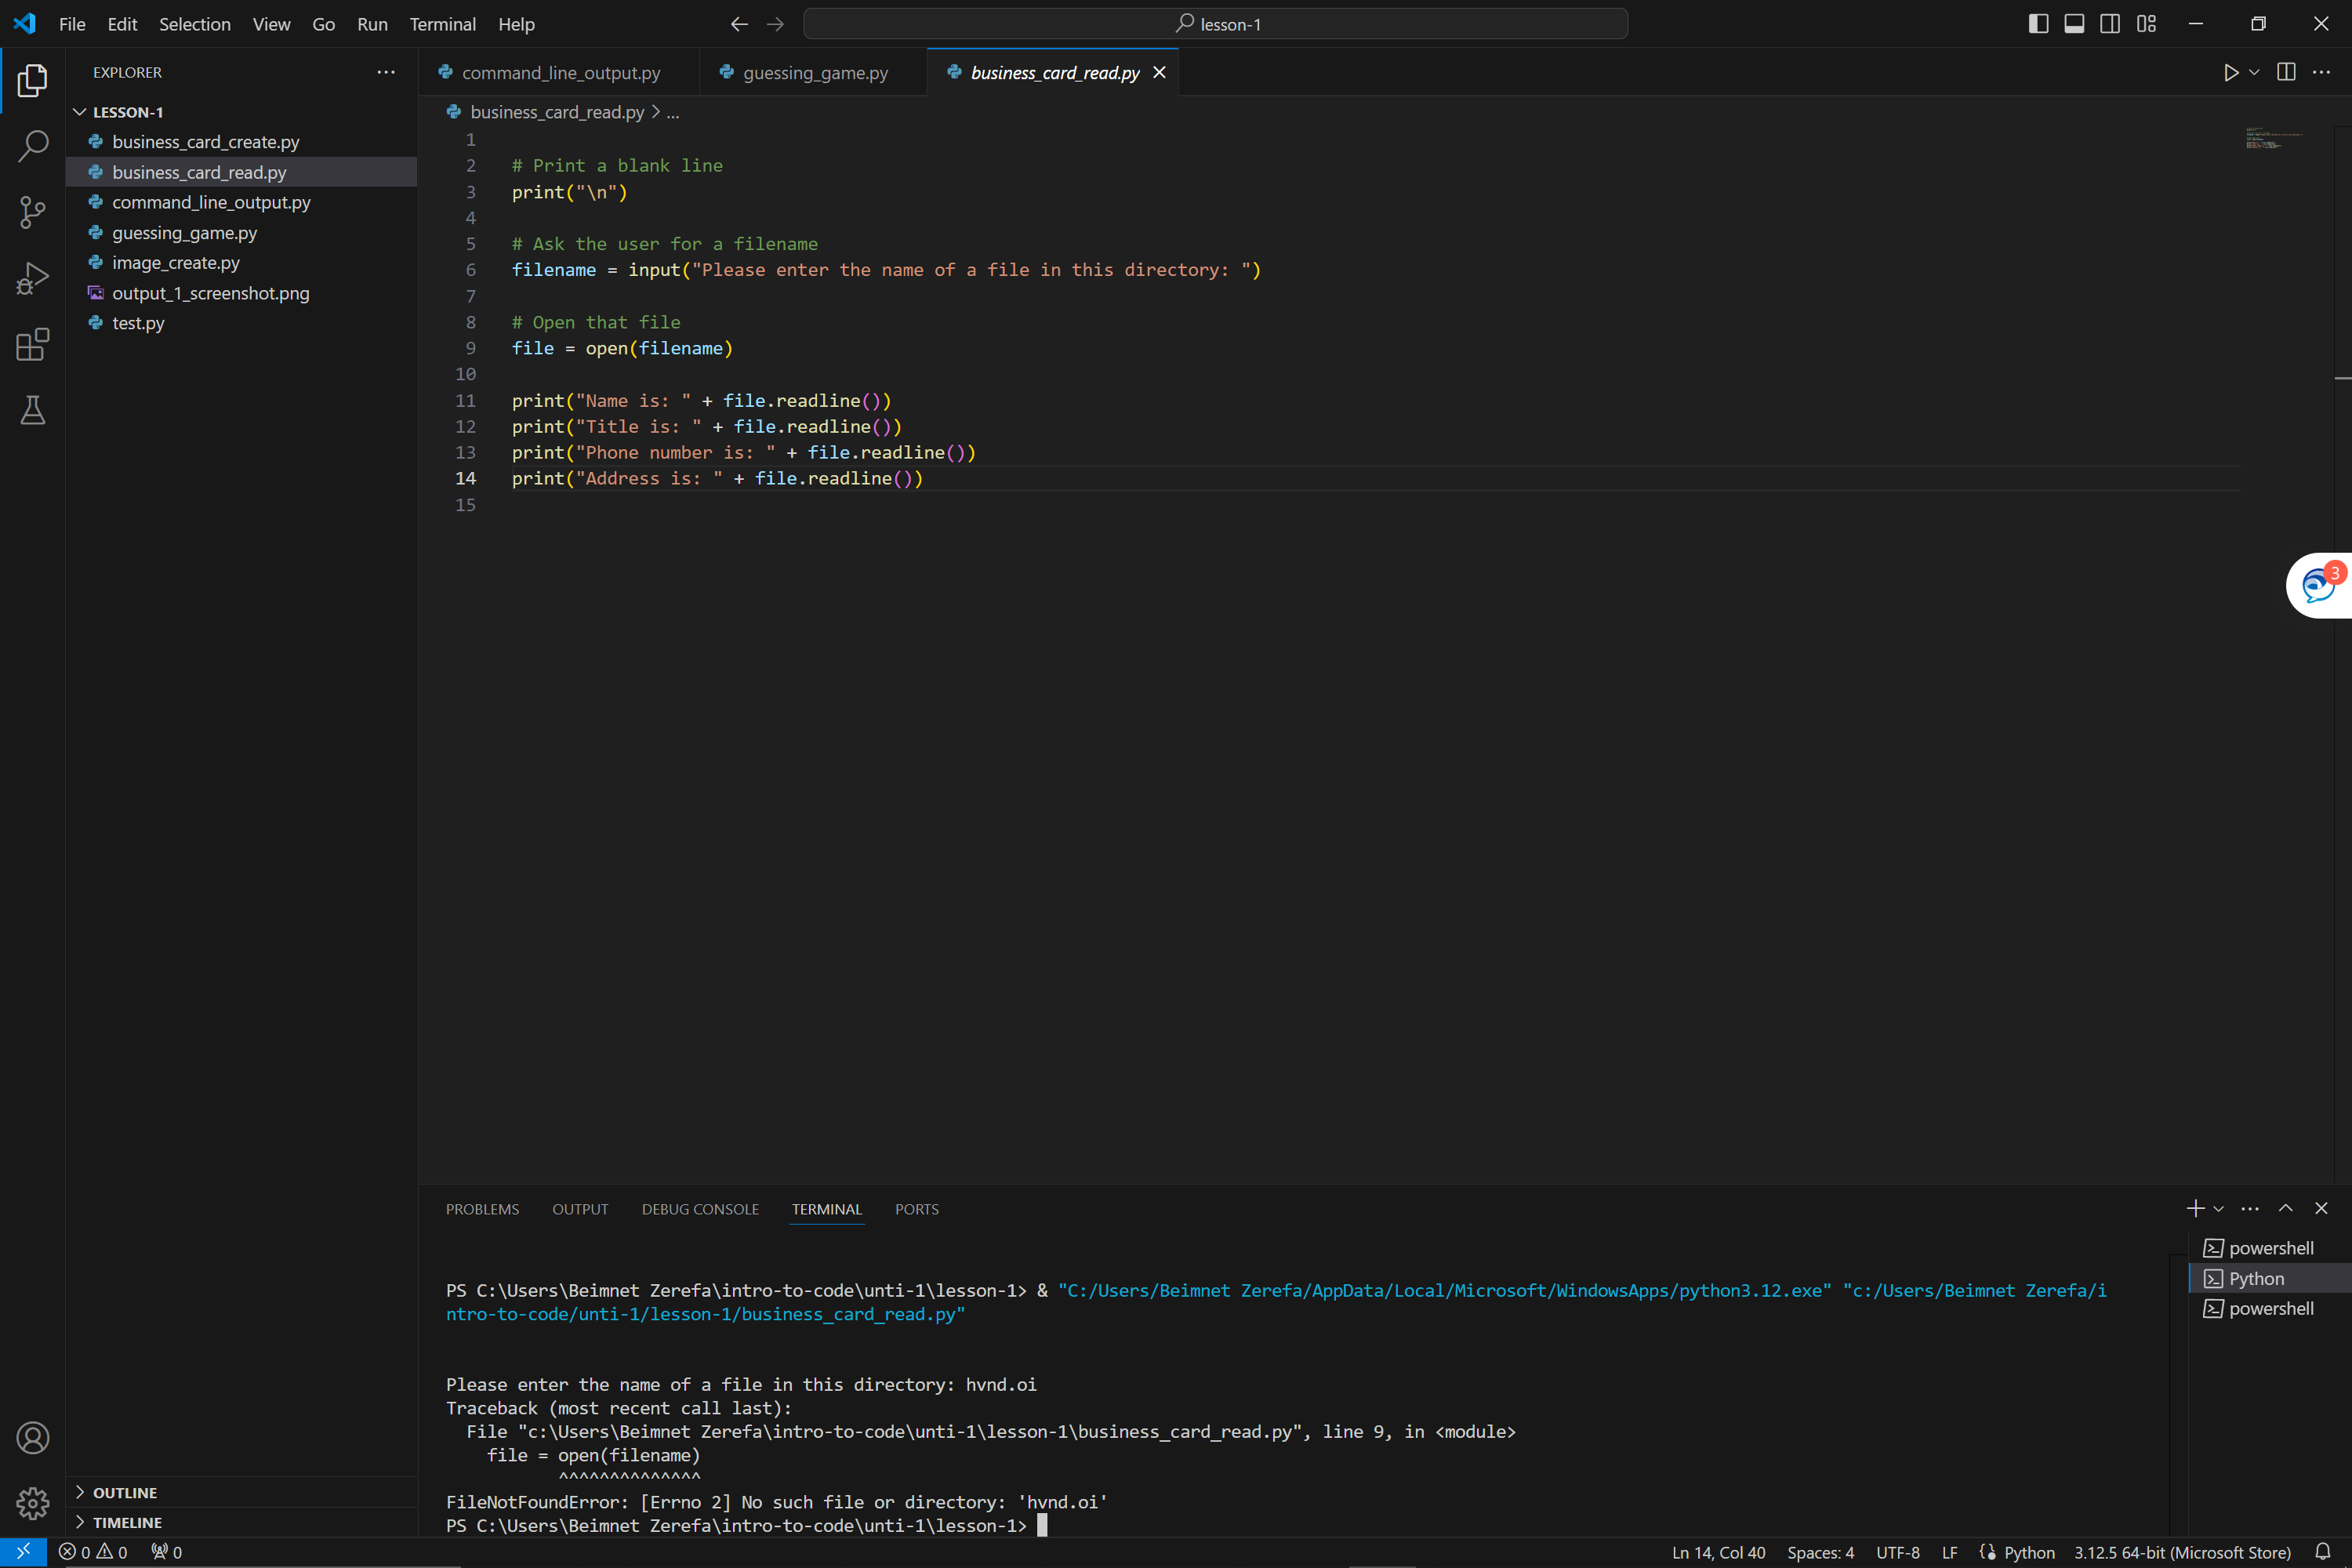 File Edit Selection View Go Run Terminal Help
lesson-1
EXPLORER
LESSON-1
business_card_create.py
business_card_read.py
command_line_output.py
guessing_game.py
image_create.py
output_1_screenshot.png
test.py
OUTLINE
TIMELINE
command_line_output.py guessing_game.py business_card_read.py
business_card_read.py > ...
1
2 # Print a blank line
3 print("\n")
4
5 # Ask the user for a filename
6 filename = input("Please enter the name of a file in this directory: ")
7
8 # Open that file
9 file = open(filename)
10
11 print("Name is: " + file.readline())
12 print("Title is: " + file.readline())
13 print("Phone number is: " + file.readline())
14 print("Address is: " + file.readline())
15
3
PROBLEMS OUTPUT DEBUG CONSOLE TERMINAL PORTS
PS C:\Users\Beimnet Zerefa\intro-to-code\unti-1\lesson-1> & "C:/Users/Beimnet Zerefa/AppData/Local/Microsoft/WindowsApps/python3.12.exe" "c:/Users/Beimnet Zerefa/i
ntro-to-code/unti-1/lesson-1/business_card_read.py"
Please enter the name of a file in this directory: hvnd.oi
Traceback (most recent call last):
File "c:\Users\Beimnet Zerefa\intro-to-code\unti-1\lesson-1\business_card_read.py", line 9, in <module>
file = open(filename)
^^^^^^^^^^^^^^
FileNotFoundError: [Errno 2] No such file or directory: 'hvnd.oi'
PS C:\Users\Beimnet Zerefa\intro-to-code\unti-1\lesson-1>
powershell
Python
powershell
0 0 0
Ln 14, Col 40 Spaces: 4 UTF-8 LF Python 3.12.5 64-bit (Microsoft Store)